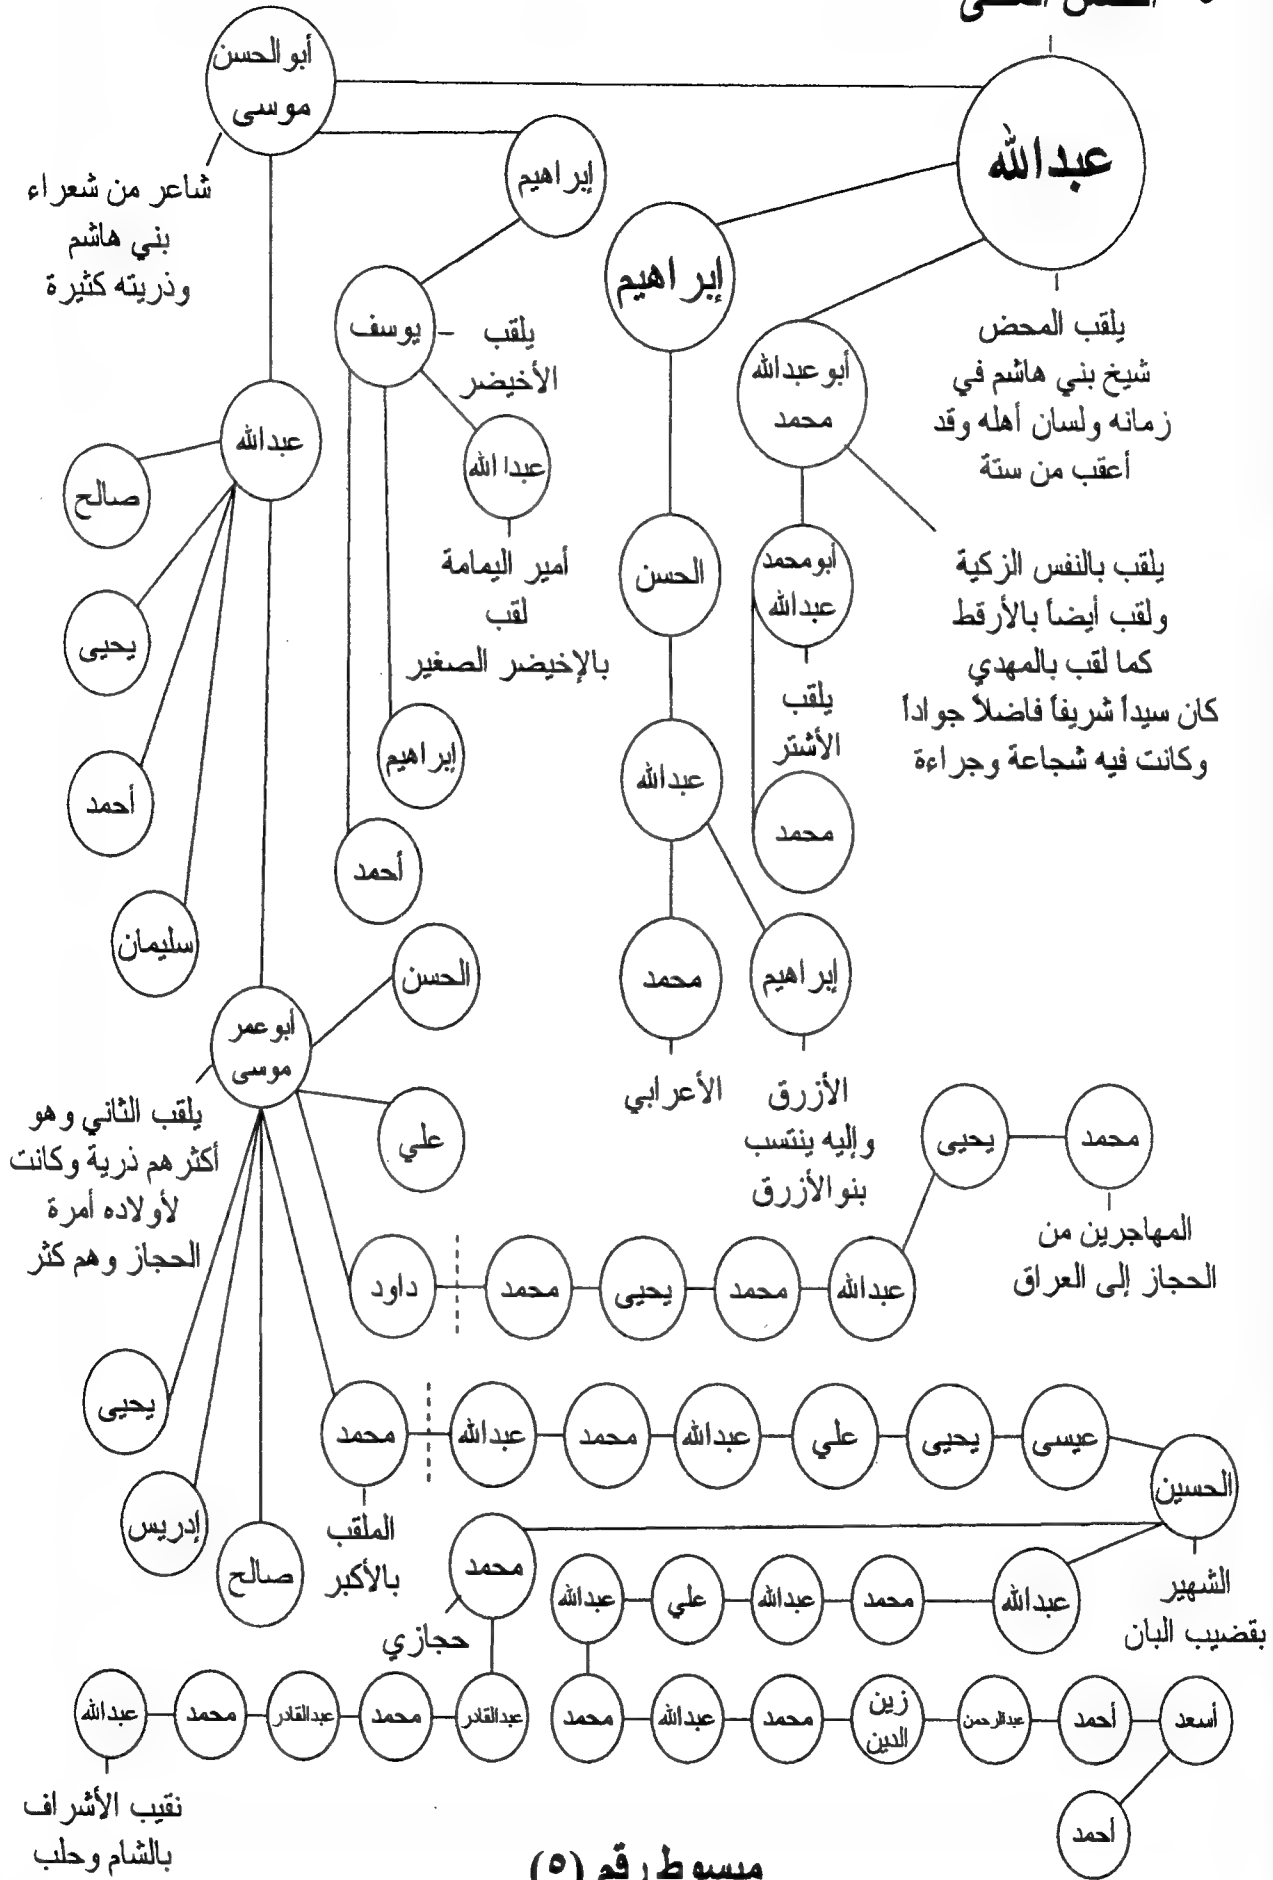 عبدالله
يلقب المحض
شيخ بني هاشم في
زمانه ولسان أهله وقد
أعقب من ستة
أبو الحسن
موسى
شاعر من شعراء
بني هاشم
وذريته كثيرة
إبراهيم
إبراهيم
أبو عبدالله
محمد
يلقب بالنفس الزكية
ولقب أيضاً بالأرقط
كما لقب بالمهدي
كان سيداً شريفاً فاضلاً جواداً
وكانت فيه شجاعة وجراءة
أبو محمد
عبدالله
يلقب
الأشتر
محمد
الحسن
عبدالله
محمد
الأعرابي
إبراهيم
الأزرق
وإليه ينتسب
بنو الأزرق
يوسف
يلقب
الأخيضر
عبدا الله
أمير اليمامة
لقب
بالإخيضر الصغير
إبراهيم
أحمد
عبدالله
صالح
يحيى
أحمد
سليمان
أبو عمر
موسى
يلقب الثاني وهو
أكثرهم ذرية وكانت
لأولاده أمرة
الحجاز وهم كثر
الحسن
علي
محمد
يحيى
المهاجرين من
الحجاز إلى العراق
عبدالله
محمد
يحيى
محمد
داود
يحيى
إدريس
صالح
محمد
الملقب
بالأكبر
عبدالله
محمد
عبدالله
علي
يحيى
عيسى
الحسين
الشهير
بقضيب البان
عبدالله
محمد
عبدالله
علي
عبدالله
محمد
حجازي
أسعد
أحمد
عبدالرحمن
زين
الدين
محمد
عبدالله
محمد
عبدالقادر
محمد
عبدالقادر
محمد
عبدالله
نقيب الأشراف
بالشام وحلب
أحمد
مبسوط رقم (٥)